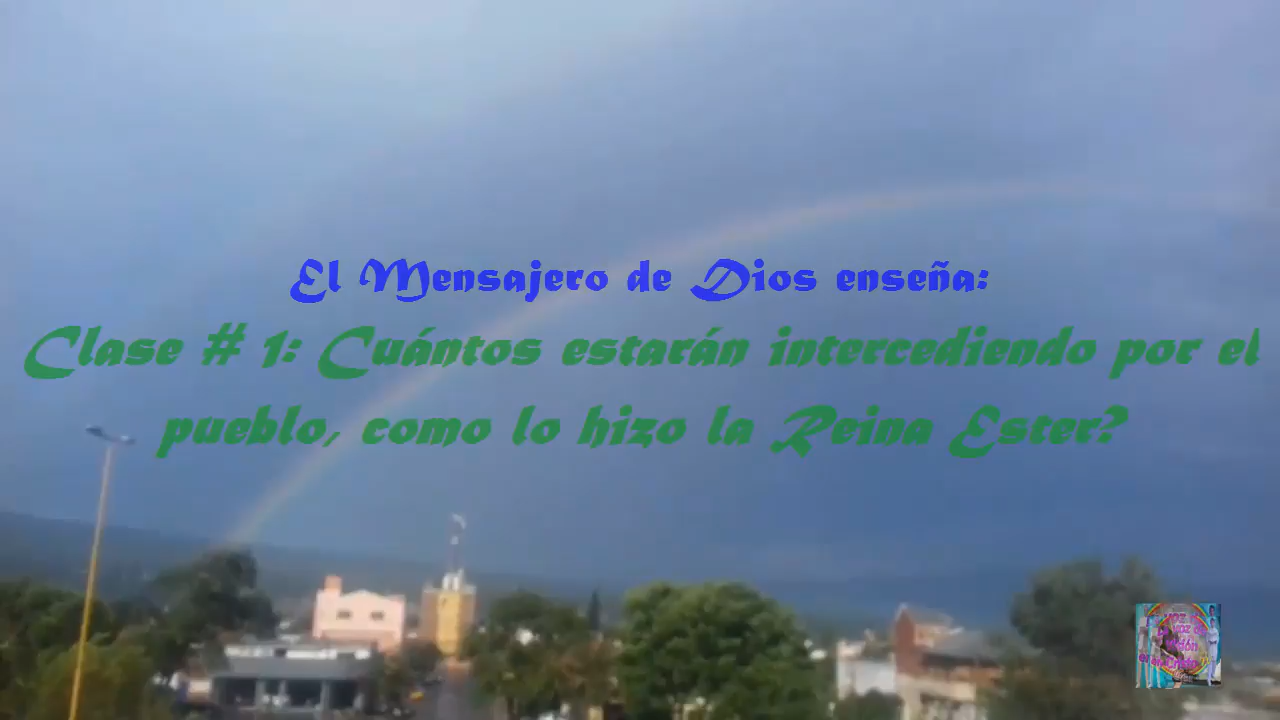 El Mensajero de Dios enseña:
Clase # 1: Cuántos estarán intercediendo por el
pueblo, como lo hizo la Reina Ester?